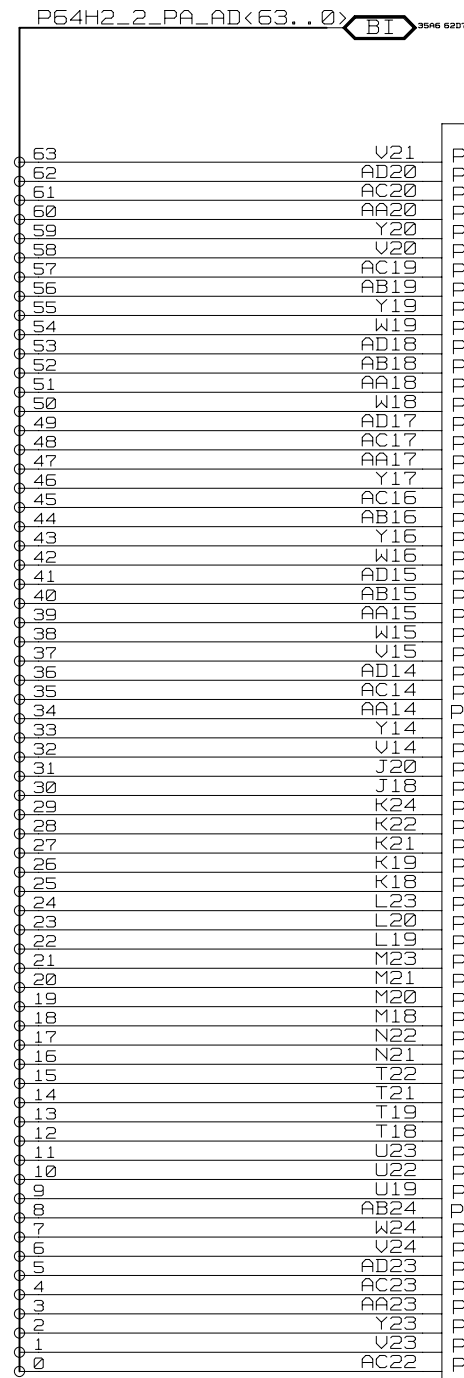 P64H2_2_PA_AD<63..0> BI 35A6 62D7
63 V21 P
62 AD20 P
61 AC20 P
60 AA20 P
59 Y20 P
58 V20 P
57 AC19 P
56 AB19 P
55 Y19 P
54 W19 P
53 AD18 P
52 AB18 P
51 AA18 P
50 W18 P
49 AD17 P
48 AC17 P
47 AA17 P
46 Y17 P
45 AC16 P
44 AB16 P
43 Y16 P
42 W16 P
41 AD15 P
40 AB15 P
39 AA15 P
38 W15 P
37 V15 P
36 AD14 P
35 AC14 P
34 AA14 P
33 Y14 P
32 V14 P
31 J20 P
30 J18 P
29 K24 P
28 K22 P
27 K21 P
26 K19 P
25 K18 P
24 L23 P
23 L20 P
22 L19 P
21 M23 P
20 M21 P
19 M20 P
18 M18 P
17 N22 P
16 N21 P
15 T22 P
14 T21 P
13 T19 P
12 T18 P
11 U23 P
10 U22 P
9 U19 P
8 AB24 P
7 W24 P
6 V24 P
5 AD23 P
4 AC23 P
3 AA23 P
2 Y23 P
1 V23 P
0 AC22 P